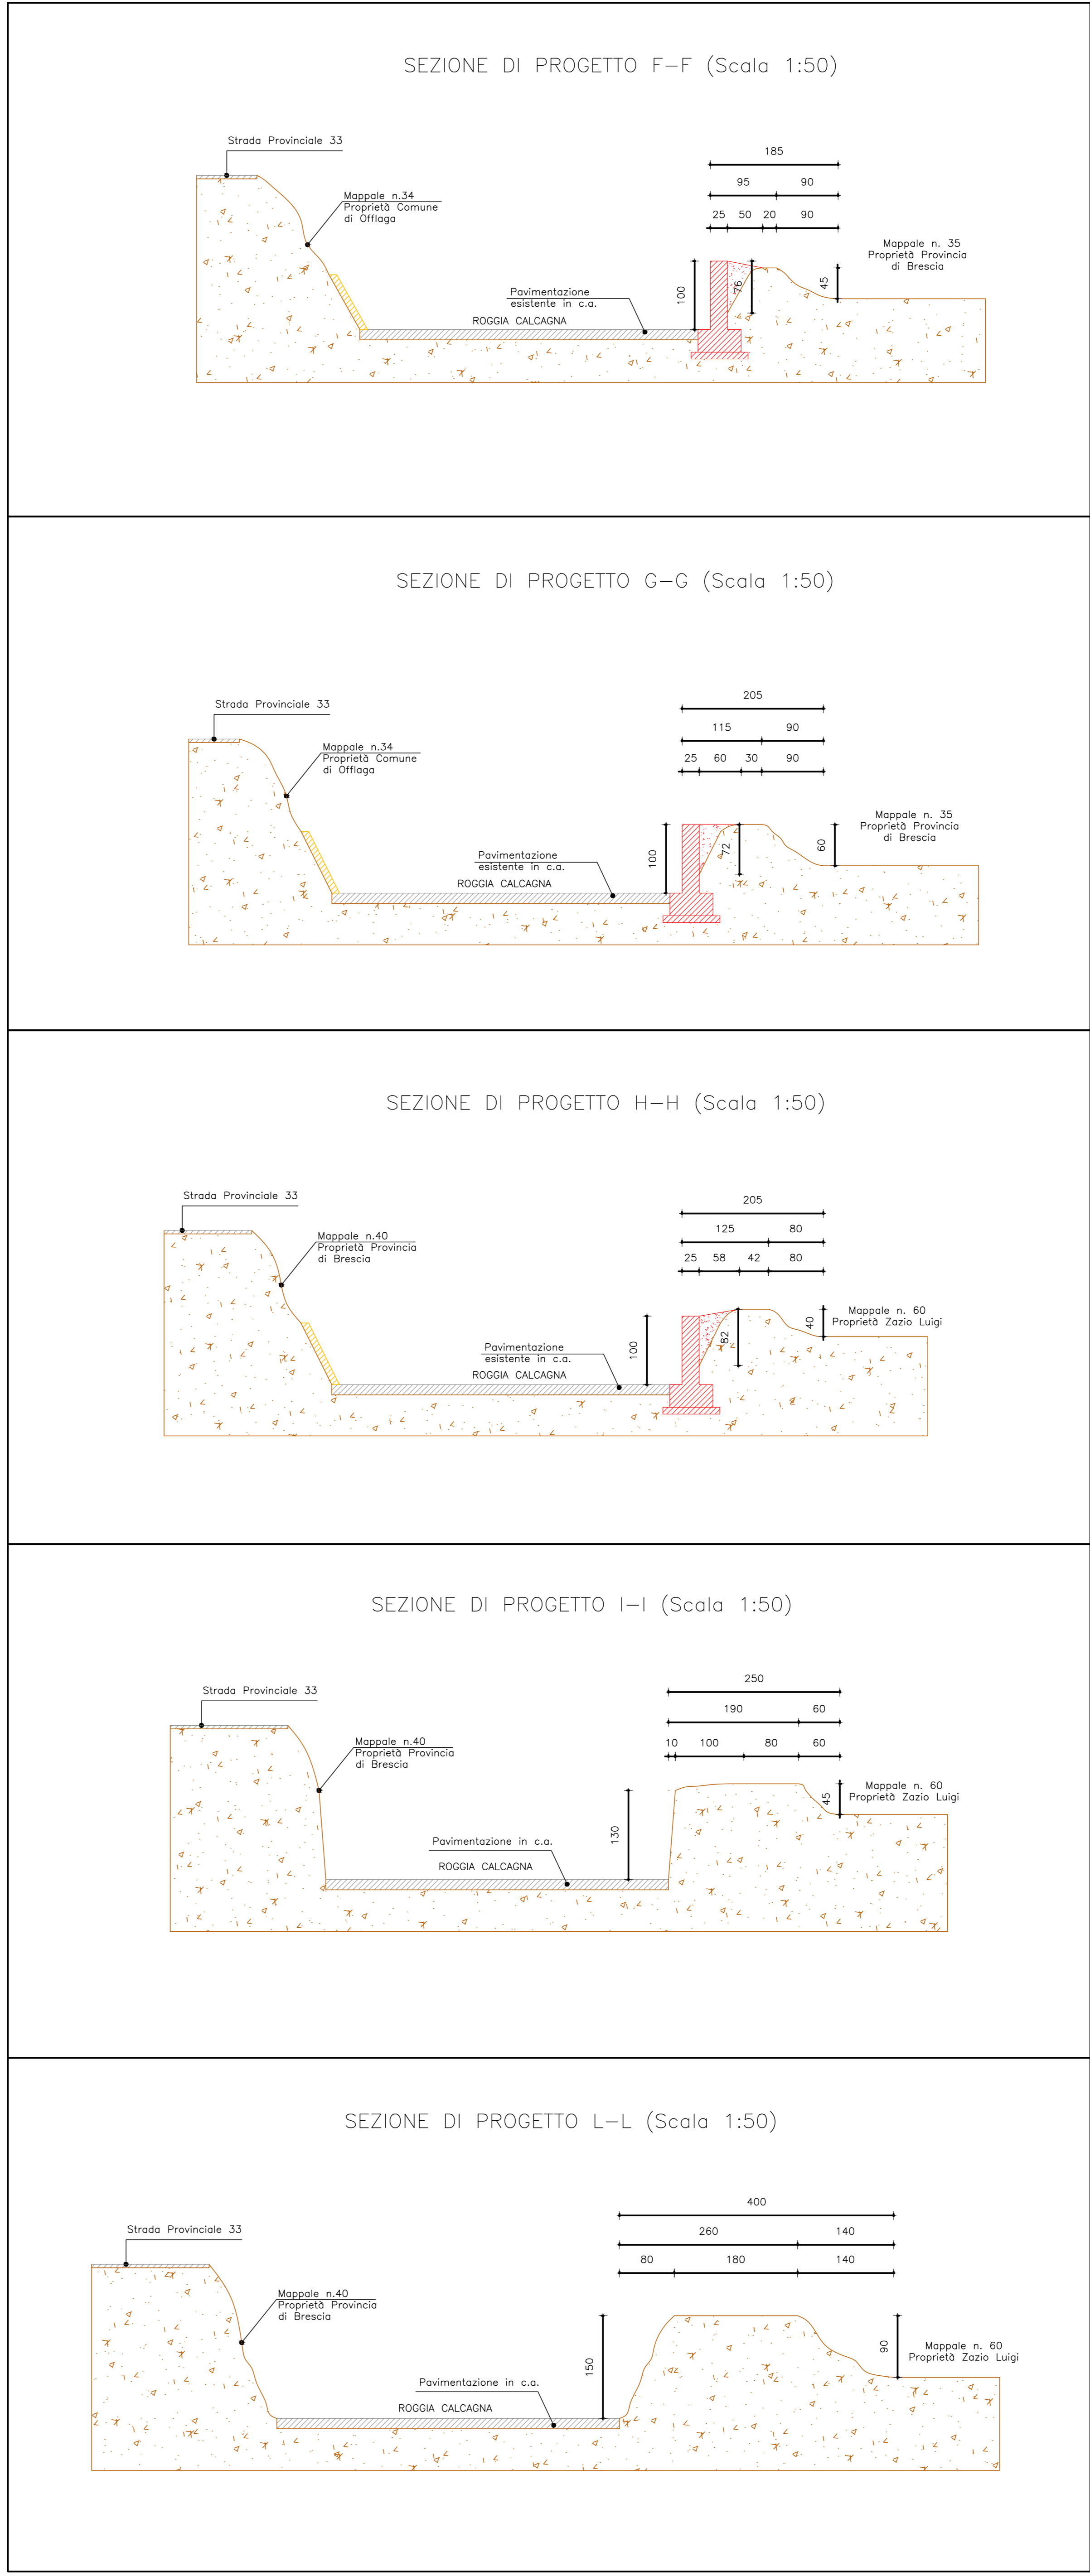 SEZIONE DI PROGETTO F-F (Scala 1:50)
Strada Provinciale 33
Mappale n.34
Proprietà Comune
di Offlaga
185
95 90
25 50 20 90
Mappale n. 35
Proprietà Provincia
di Brescia
100
76
45
Pavimentazione
esistente in c.a.
ROGGIA CALCAGNA
SEZIONE DI PROGETTO G-G (Scala 1:50)
Strada Provinciale 33
Mappale n.34
Proprietà Comune
di Offlaga
205
115 90
25 60 30 90
Mappale n. 35
Proprietà Provincia
di Brescia
100
72
60
Pavimentazione
esistente in c.a.
ROGGIA CALCAGNA
SEZIONE DI PROGETTO H-H (Scala 1:50)
Strada Provinciale 33
Mappale n.40
Proprietà Provincia
di Brescia
205
125 80
25 58 42 80
Mappale n. 60
Proprietà Zazio Luigi
100
82
40
Pavimentazione
esistente in c.a.
ROGGIA CALCAGNA
SEZIONE DI PROGETTO I-I (Scala 1:50)
Strada Provinciale 33
Mappale n.40
Proprietà Provincia
di Brescia
250
190 60
10 100 80 60
Mappale n. 60
Proprietà Zazio Luigi
130
45
Pavimentazione in c.a.
ROGGIA CALCAGNA
SEZIONE DI PROGETTO L-L (Scala 1:50)
Strada Provinciale 33
Mappale n.40
Proprietà Provincia
di Brescia
400
260 140
80 180 140
Mappale n. 60
Proprietà Zazio Luigi
150
90
Pavimentazione in c.a.
ROGGIA CALCAGNA